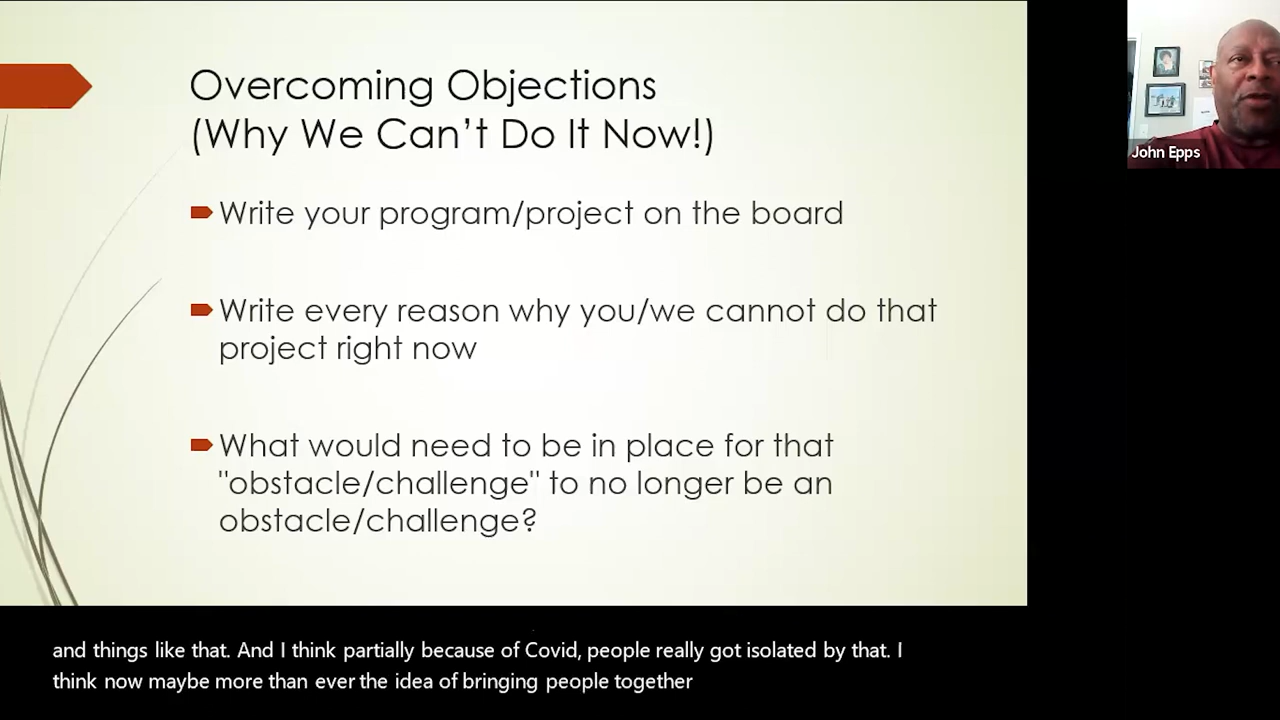 Overcoming Objections
(Why We Can't Do It Now!)
Write your program/project on the board
Write every reason why you/we cannot do that
project right now
What would need to be in place for that
"obstacle/challenge" to no longer be an
obstacle/challenge?
John Epps
and things like that. And I think partially because of Covid, people really got isolated by that. I
think now maybe more than ever the idea of bringing people together